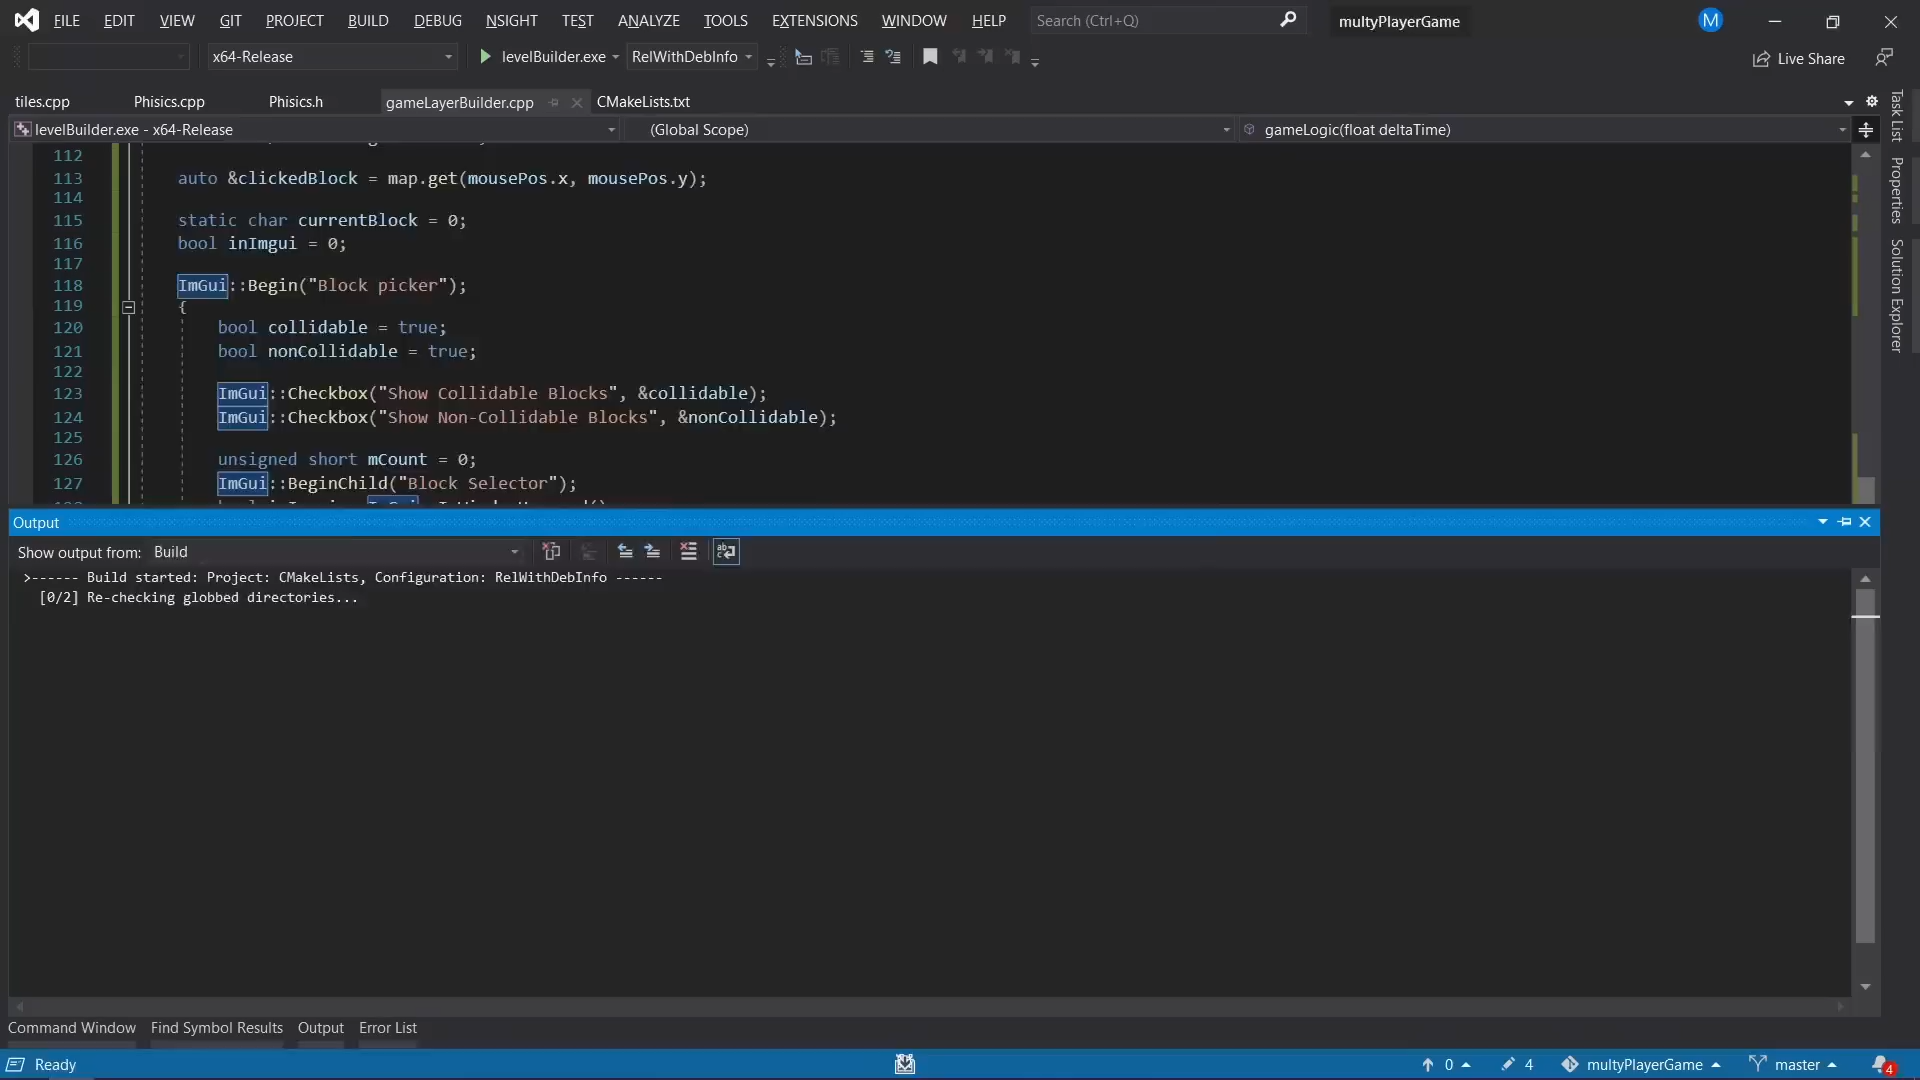 FILE EDIT VIEW GIT PROJECT BUILD DEBUG NSIGHT TEST ANALYZE TOOLS EXTENSIONS WINDOW HELP Search (Ctrl+Q) multyPlayerGame M
x64-Release levelBuilder.exe RelWithDebInfo Live Share
tiles.cpp Phisics.cpp Phisics.h gameLayerBuilder.cpp CMakeLists.txt
levelBuilder.exe - x64-Release (Global Scope) gameLogic(float deltaTime)
Task List
Properties
Solution Explorer
112
113 auto &clickedBlock = map.get(mousePos.x, mousePos.y);
114
115 static char currentBlock = 0;
116 bool inImgui = 0;
117
118 ImGui::Begin("Block picker");
119 {
120 bool collidable = true;
121 bool nonCollidable = true;
122
123 ImGui::Checkbox("Show Collidable Blocks", &collidable);
124 ImGui::Checkbox("Show Non-Collidable Blocks", &nonCollidable);
125
126 unsigned short mCount = 0;
127 ImGui::BeginChild("Block Selector");
Output
Show output from: Build
>------ Build started: Project: CMakeLists, Configuration: RelWithDebInfo ------
[0/2] Re-checking globbed directories...
Command Window Find Symbol Results Output Error List
Ready 0 4 multyPlayerGame master 4